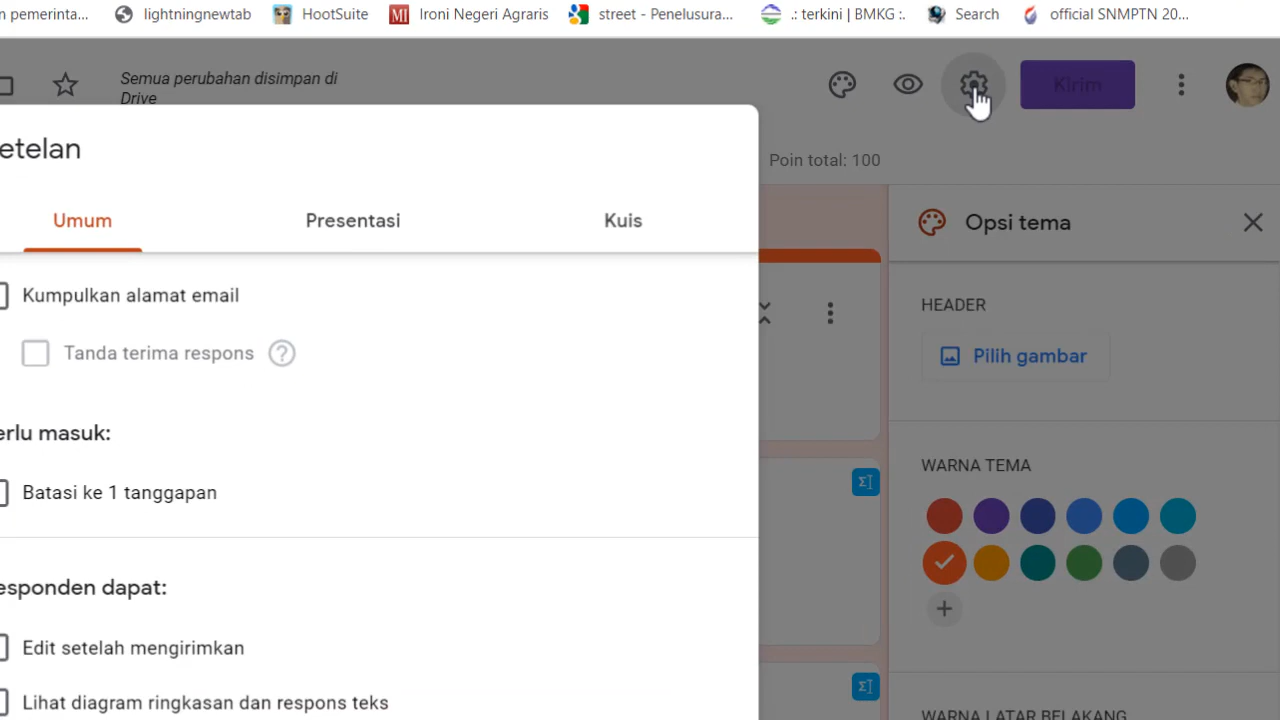 n pemerinta...
lightningnewtab
HootSuite
MI Ironi Negeri Agraris
street - Penelusura...
.: terkini | BMKG :.
Search
official SNMPTN 20...
Semua perubahan disimpan di
Drive
Kirim
etelan
Poin total: 100
Umum
Presentasi
Kuis
Opsi tema
Kumpulkan alamat email
HEADER
Tanda terima respons
Pilih gambar
erlu masuk:
WARNA TEMA
Batasi ke 1 tanggapan
esponden dapat:
Edit setelah mengirimkan
Lihat diagram ringkasan dan respons teks
WARNA LATAR BELAKANG